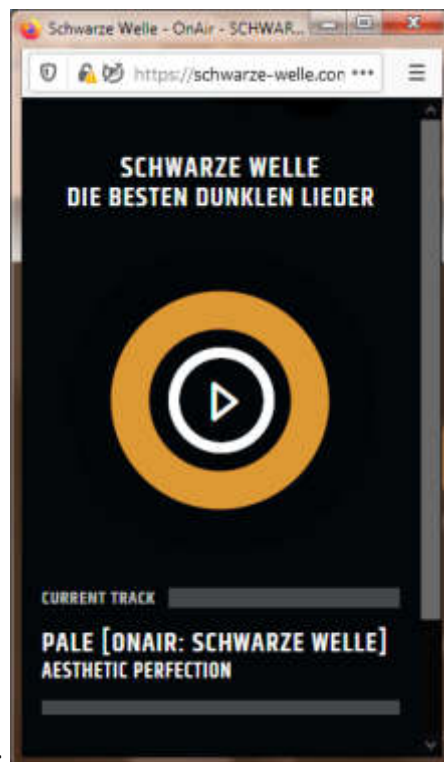 Schwarze Welle - OnAir - SCHWAR...
https://schwarze-welle.con •••
SCHWARZE WELLE
DIE BESTEN DUNKLEN LIEDER
CURRENT TRACK
PALE [ONAIR: SCHWARZE WELLE]
AESTHETIC PERFECTION